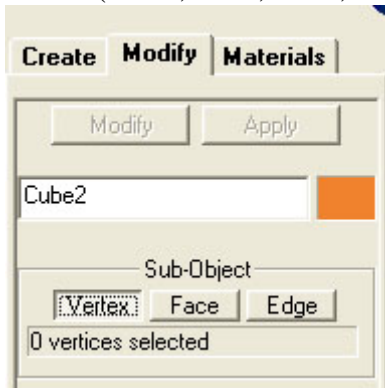 Create Modify Materials
Modify Apply
Cube2
Sub-Object
Vertex Face Edge
0 vertices selected